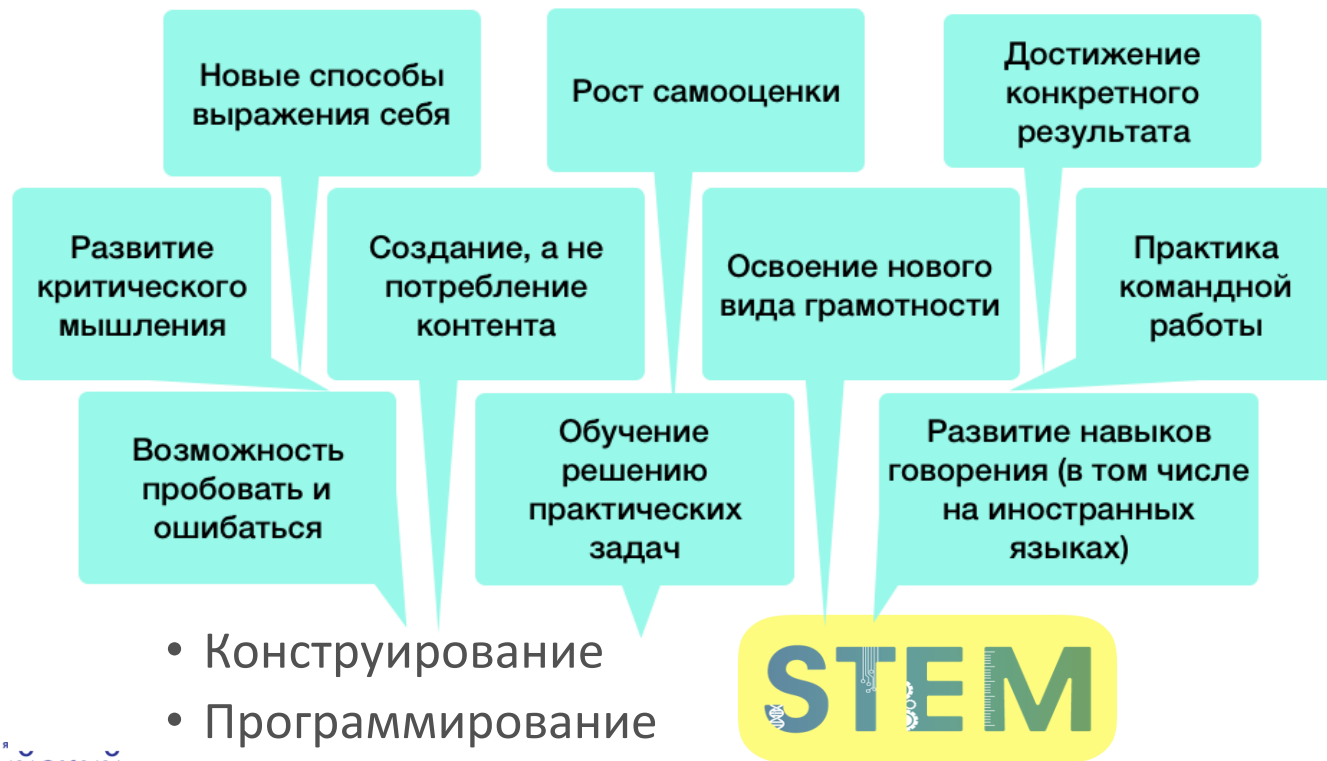 Новые способы
выражения себя
Рост самооценки
Достижение
конкретного
результата
Развитие
критического
мышления
Создание, а не
потребление
контента
Освоение нового
вида грамотности
Практика
командной
работы
Возможность
пробовать и
ошибаться
Обучение
решению
практических
задач
Развитие навыков
говорения (в том числе
на иностранных
языках)
• Конструирование
• Программирование
STEM